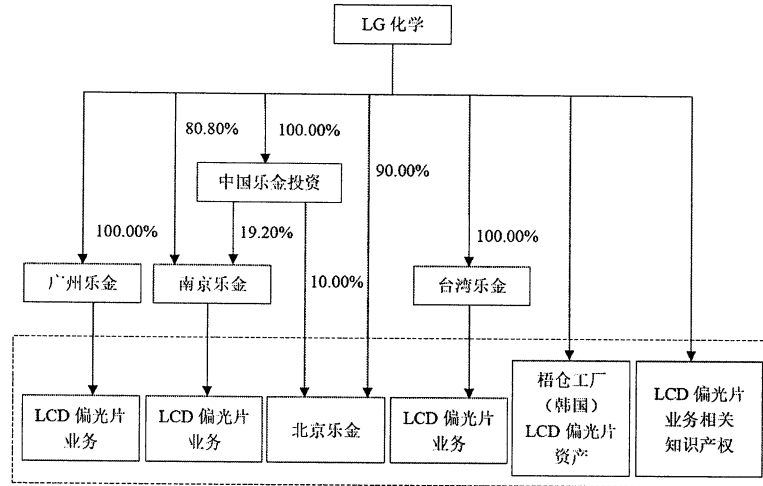 LG 化学
80.80%
100.00%
90.00%
中国乐金投资
100.00%
19.20%
100.00%
10.00%
广州乐金
南京乐金
台湾乐金
LCD 偏光片
业务
LCD 偏光片
业务
北京乐金
LCD 偏光片
业务
梧仓工厂
（韩国）
LCD 偏光片
资产
LCD 偏光片
业务相关
知识产权